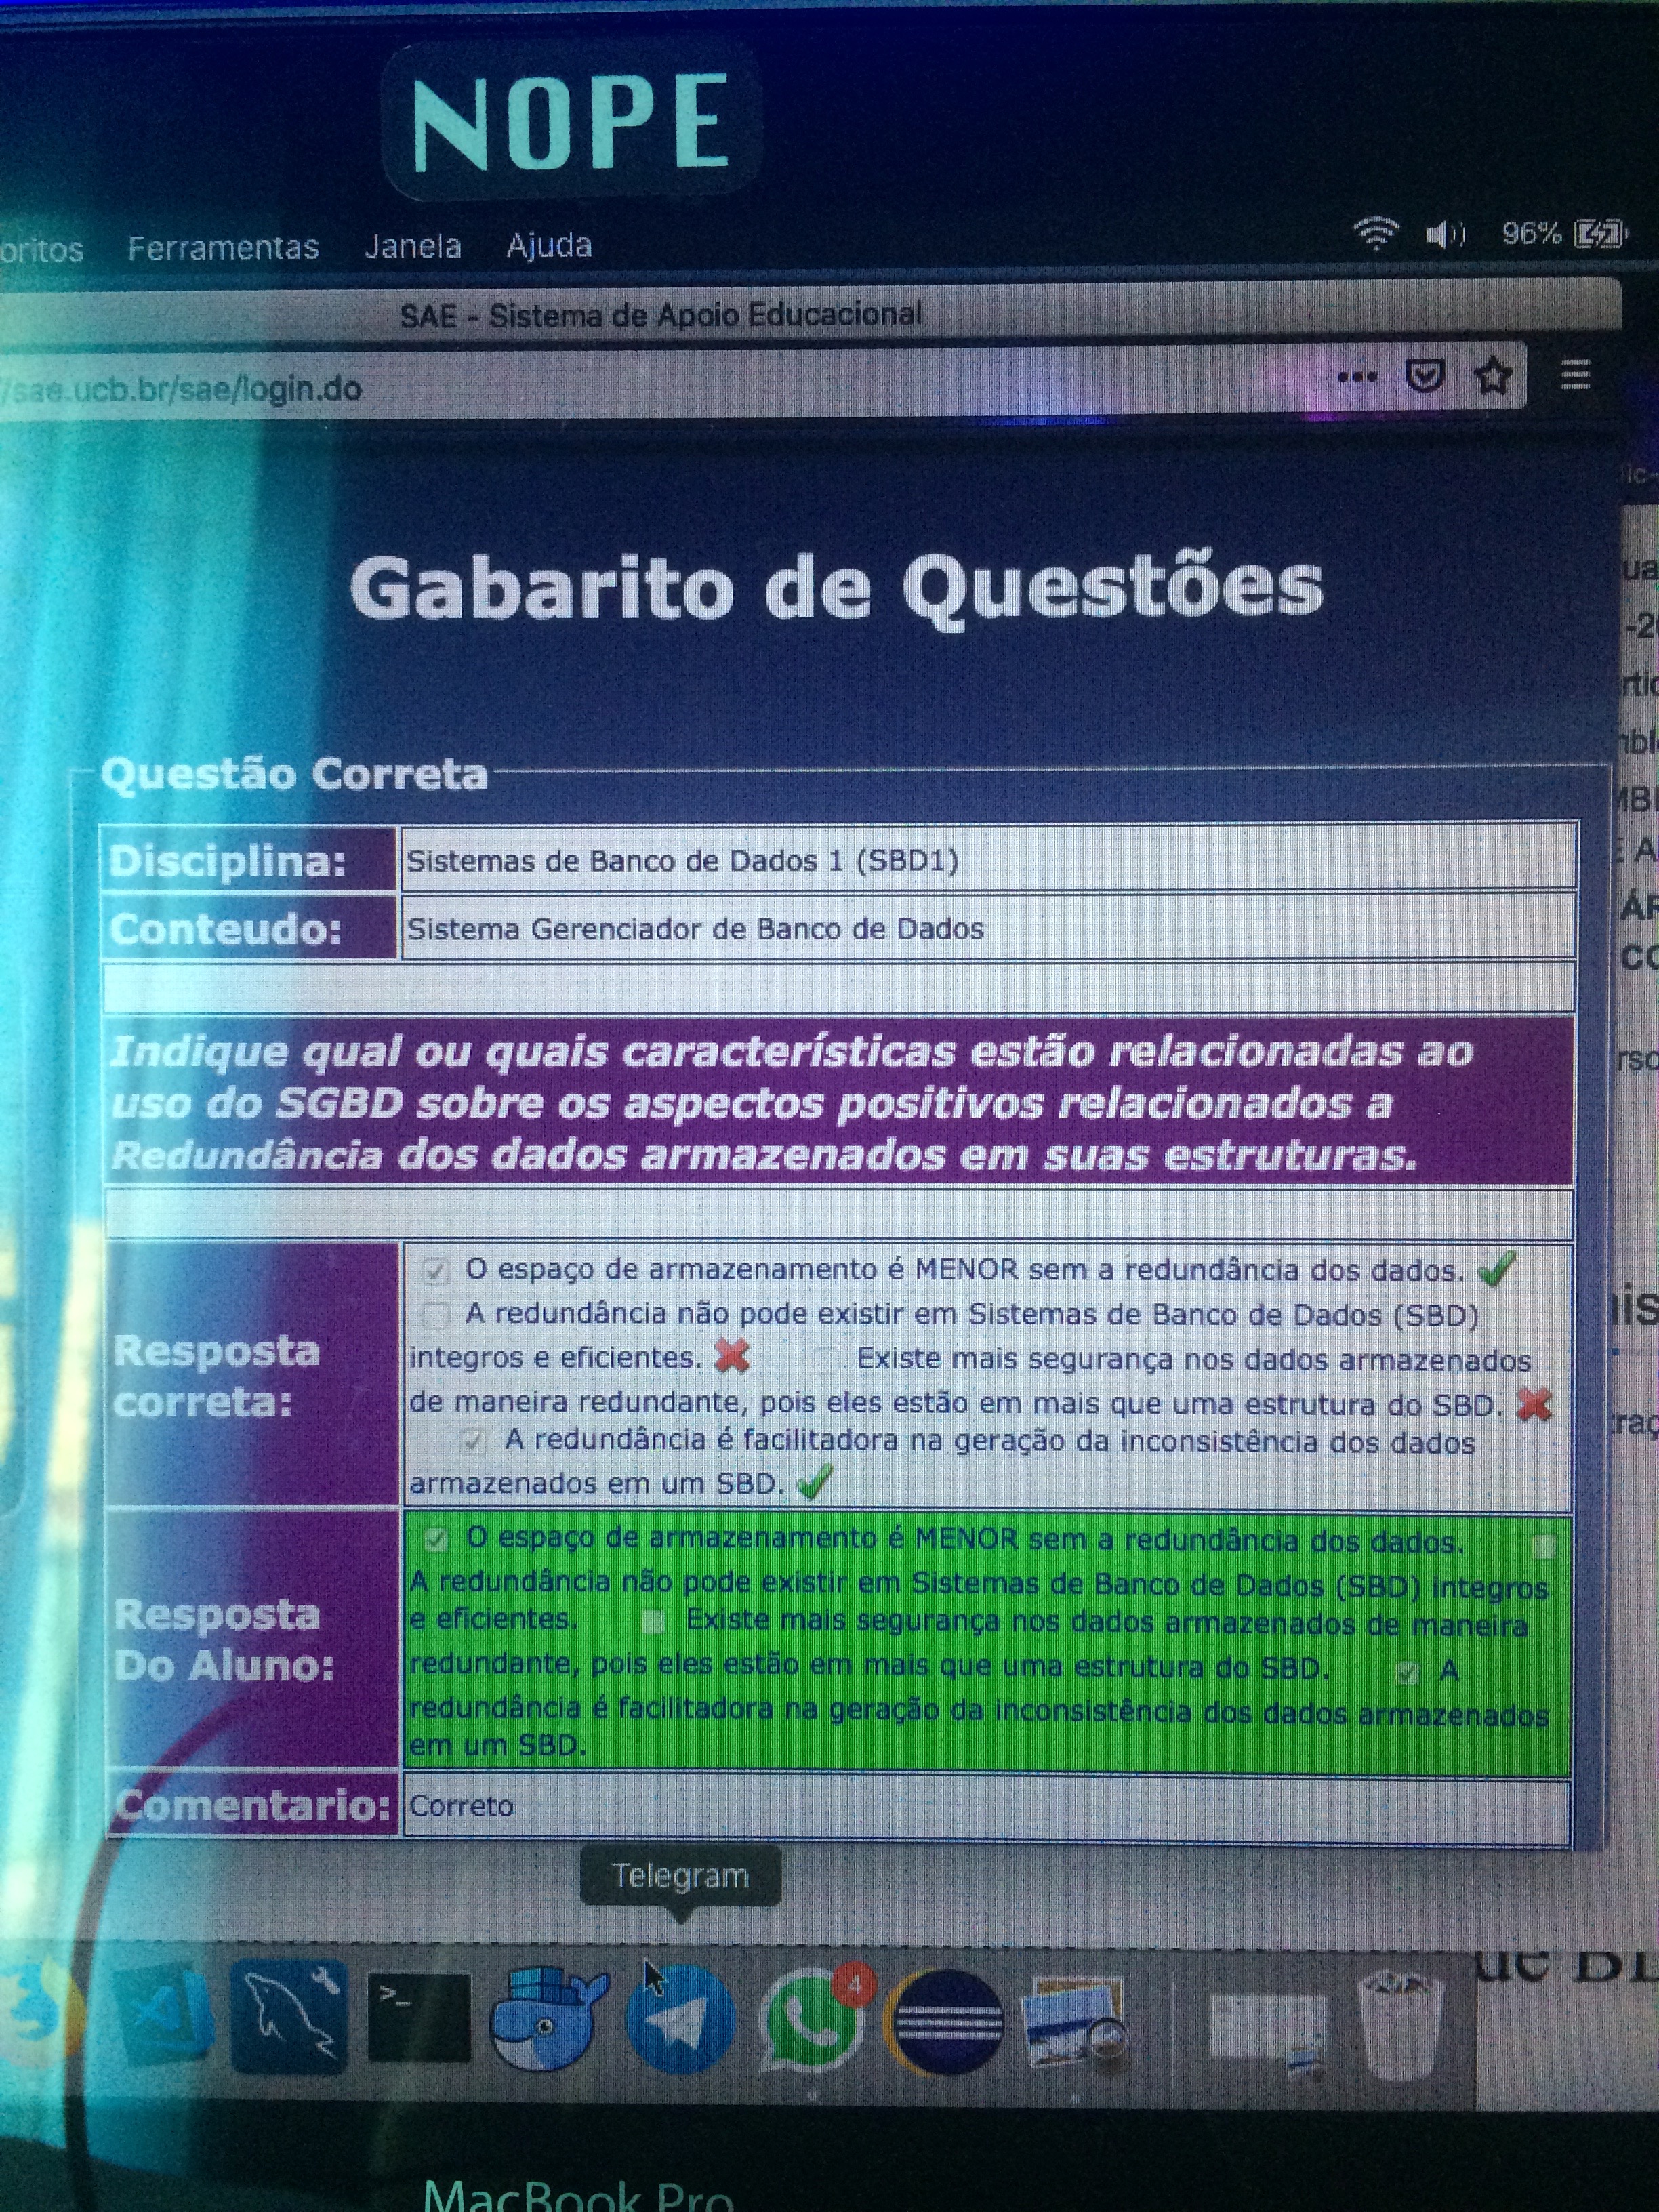 NOPE
oritos Ferramentas Janela Ajuda 96%
SAE - Sistema de Apoio Educacional
/sae.ucb.br/sae/login.do
Gabarito de Questões
Questão Correta
Disciplina: Sistemas de Banco de Dados 1 (SBD1)
Conteudo: Sistema Gerenciador de Banco de Dados
Indique qual ou quais características estão relacionadas ao
uso do SGBD sobre os aspectos positivos relacionados a
Redundância dos dados armazenados em suas estruturas.
Resposta
correta:
O espaço de armazenamento é MENOR sem a redundância dos dados.
A redundância não pode existir em Sistemas de Banco de Dados (SBD)
integros e eficientes. Existe mais segurança nos dados armazenados
de maneira redundante, pois eles estão em mais que uma estrutura do SBD.
A redundância é facilitadora na geração da inconsistência dos dados
armazenados em um SBD.
Resposta
Do Aluno:
O espaço de armazenamento é MENOR sem a redundância dos dados.
A redundância não pode existir em Sistemas de Banco de Dados (SBD) integros
e eficientes. Existe mais segurança nos dados armazenados de maneira
redundante, pois eles estão em mais que uma estrutura do SBD. A
redundância é facilitadora na geração da inconsistência dos dados armazenados
em um SBD.
Comentario: Correto
Telegram
4
MacBook Pro